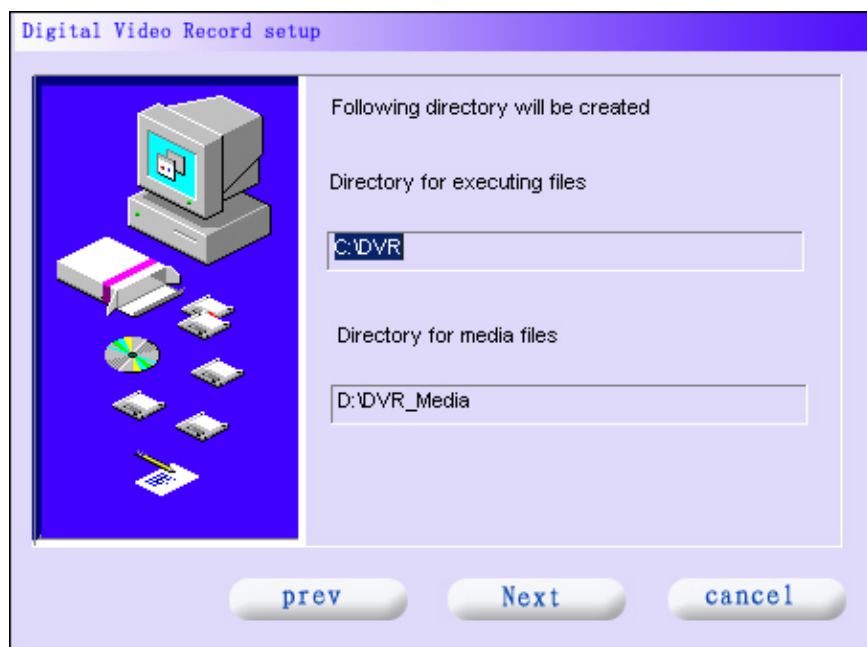 Digital Video Record setup
Following directory will be created
Directory for executing files
C:\DVR
Directory for media files
D:\DVR_Media
prev
Next
cancel